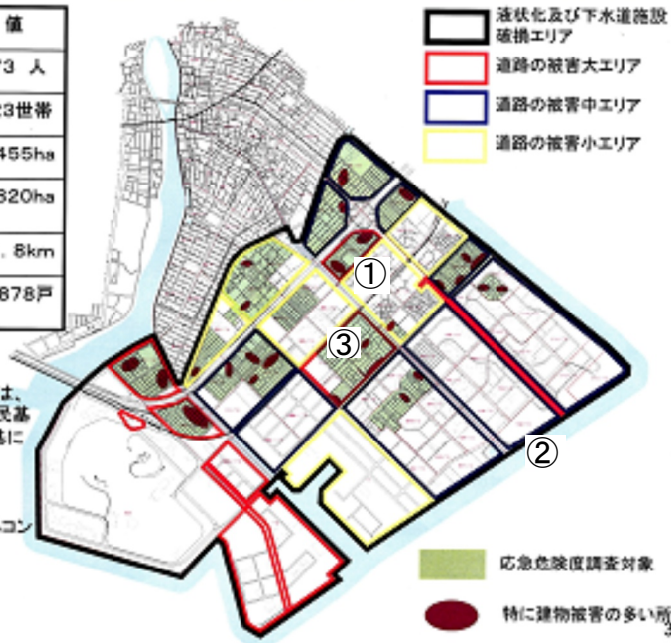 値
73 人
23世帯
455ha
320ha
. 8km
878戸
液状化及び下水道施設
破損エリア
道路の被害大エリア
道路の被害中エリア
道路の被害小エリア
①
③
②
は、
民基
に
コン
応急危険度調査対象
特に建物被害の多い所